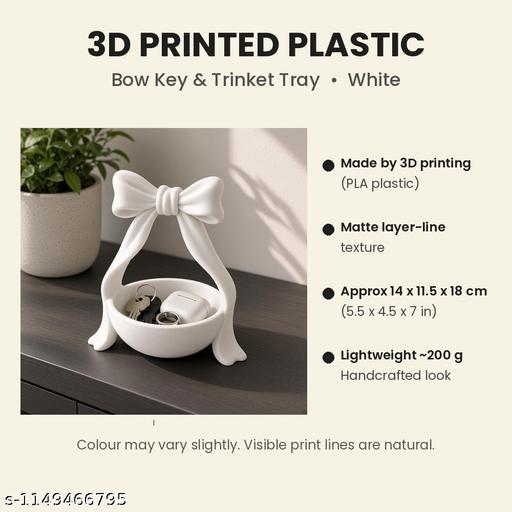 3D PRINTED PLASTIC
Bow Key & Trinket Tray • White
Made by 3D printing
(PLA plastic)
Matte layer-line
texture
Approx 14 x 11.5 x 18 cm
(5.5 x 4.5 x 7 in)
Lightweight ~200 g
Handcrafted look
Colour may vary slightly. Visible print lines are natural.
s-1149466795